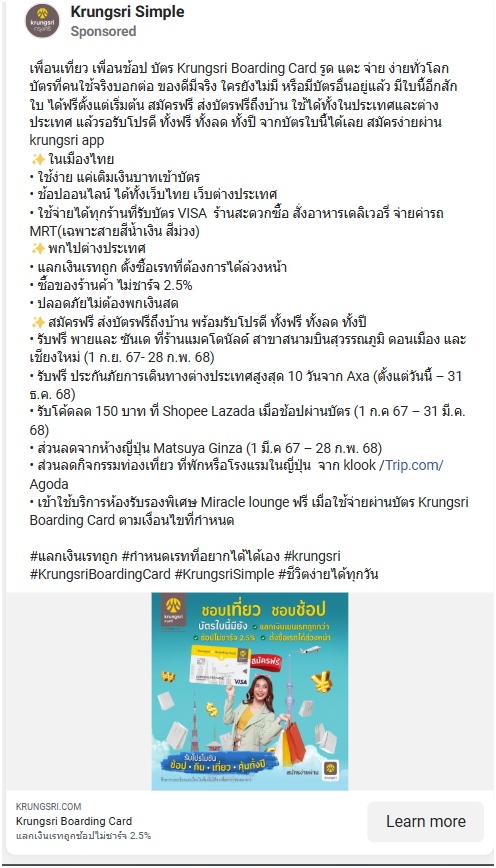 krungsri
กรุงศรี
Krungsri Simple
Sponsored
เพื่อนเที่ยว เพื่อนช้อป บัตร Krungsri Boarding Card รูด แตะ จ่าย ง่ายทั่วโลก
บัตรที่คนใช้จริงบอกต่อ ของดีมีจริง ใครยังไม่มี หรือมีบัตรอื่นอยู่แล้ว มีใบนี้อีกสัก
ใบ ได้ฟรีตั้งแต่เริ่มต้น สมัครฟรี ส่งบัตรฟรีถึงบ้าน ใช้ได้ทั้งในประเทศและต่าง
ประเทศ แล้วรอรับโปรดี ทั้งฟรี ทั้งลด ทั้งปี จากบัตรใบนี้ได้เลย สมัครง่ายผ่าน
krungsri app
✨ในเมืองไทย
• ใช้ง่าย แค่เติมเงินบาทเข้าบัตร
• ช้อปออนไลน์ ได้ทั้งเว็บไทย เว็บต่างประเทศ
• ใช้จ่ายได้ทุกร้านที่รับบัตร VISA ร้านสะดวกซื้อ สั่งอาหารเดลิเวอรี่ จ่ายค่ารถ
MRT(เฉพาะสายสีน้ำเงิน สีม่วง)
✨พกไปต่างประเทศ
• แลกเงินเรทถูก ตั้งซื้อเรทที่ต้องการได้ล่วงหน้า
• ซื้อของร้านค้า ไม่ชาร์จ 2.5%
• ปลอดภัยไม่ต้องพกเงินสด
✨สมัครฟรี ส่งบัตรฟรีถึงบ้าน พร้อมรับโปรดี ทั้งฟรี ทั้งลด ทั้งปี
• รับฟรี พายและ ซันเด ที่ร้านแมคโดนัลด์ สาขาสนามบินสุวรรณภูมิ ดอนเมือง และ
เชียงใหม่ (1 ก.ย. 67- 28 ก.พ. 68)
• รับฟรี ประกันภัยการเดินทางต่างประเทศสูงสุด 10 วันจาก Axa (ตั้งแต่วันนี้ – 31
ธ.ค. 68)
• รับโค้ดลด 150 บาท ที่ Shopee Lazada เมื่อช้อปผ่านบัตร (1 ก.ค 67 – 31 มี.ค.
68)
• ส่วนลดจากห้างญี่ปุ่น Matsuya Ginza (1 มี.ค 67 – 28 ก.พ. 68)
• ส่วนลดกิจกรรมท่องเที่ยว ที่พักหรือโรงแรมในญี่ปุ่น จาก klook /Trip.com/
Agoda
• เข้าใช้บริการห้องรับรองพิเศษ Miracle lounge ฟรี เมื่อใช้จ่ายผ่านบัตร Krungsri
Boarding Card ตามเงื่อนไขที่กำหนด
#แลกเงินเรทถูก #กำหนดเรทที่อยากได้ได้เอง #krungsri
#KrungsriBoardingCard #KrungsriSimple #ชีวิตง่ายได้ทุกวัน
krungsri
กรุงศรี
ชอบเที่ยว ชอบช้อป
บัตรใบนี้มียัง
แลกเงินเยนเรทถูกกว่า
ช้อปไม่ชาร์จ 2.5%
ตั้งซื้อเรทได้ล่วงหน้า
Boarding Card
VISA
สมัครฟรี
รับโปรโมชัน
ช้อป • กิน • เที่ยว • คุ้มทั้งปี
สมัครง่ายผ่าน
krungsri
KRUNGSRI.COM
Krungsri Boarding Card
แลกเงินเรทถูกช้อปไม่ชาร์จ 2.5%
Learn more